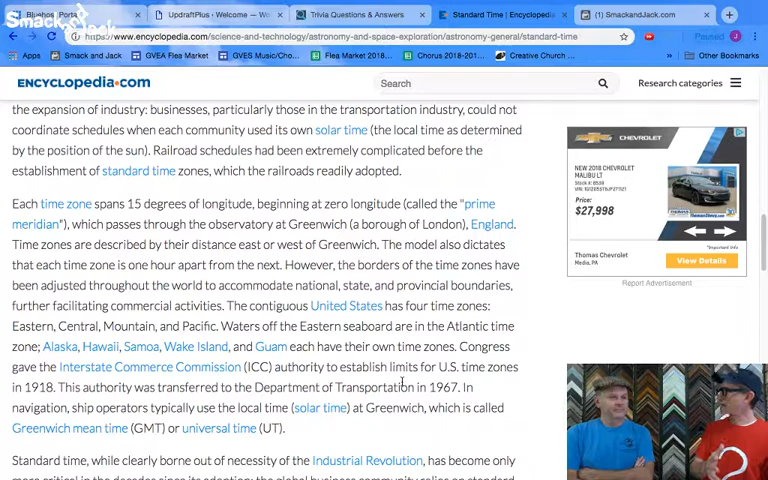 Bluehost Portal
UpdraftPlus - Welcome — W
Trivia Questions & Answers
Standard Time | Encyclopedia
(1) SmackandJack.com
Smack Jack
https://www.encyclopedia.com/science-and-technology/astronomy-and-space-exploration/astronomy-general/standard-time
Paused
Apps
Smack and Jack
GVEA Flea Market
GVES Music/Cho
Flea Market 2018...
Chorus 2018-201...
Creative Church ...
Other Bookmarks
ENCYCLOPEDIA.com
Search
Research categories
the expansion of industry: businesses, particularly those in the transportation industry, could not
coordinate schedules when each community used its own solar time (the local time as determined
by the position of the sun). Railroad schedules had been extremely complicated before the
establishment of standard time zones, which the railroads readily adopted.
Each time zone spans 15 degrees of longitude, beginning at zero longitude (called the "prime
meridian"), which passes through the observatory at Greenwich (a borough of London), England.
Time zones are described by their distance east or west of Greenwich. The model also dictates
that each time zone is one hour apart from the next. However, the borders of the time zones have
been adjusted throughout the world to accommodate national, state, and provincial boundaries,
further facilitating commercial activities. The contiguous United States has four time zones:
Eastern, Central, Mountain, and Pacific. Waters off the Eastern seaboard are in the Atlantic time
zone; Alaska, Hawaii, Samoa, Wake Island, and Guam each have their own time zones. Congress
gave the Interstate Commerce Commission (ICC) authority to establish limits for U.S. time zones
in 1918. This authority was transferred to the Department of Transportation in 1967. In
navigation, ship operators typically use the local time (solar time) at Greenwich, which is called
Greenwich mean time (GMT) or universal time (UT).
Standard time, while clearly borne out of necessity of the Industrial Revolution, has become only
CHEVROLET
NEW 2018 CHEVROLET
MALIBU LT
Stock #: 8538
Price:
$27,998
*Important Info
Thomas Chevrolet
Media, PA
View Details
Report Advertisement